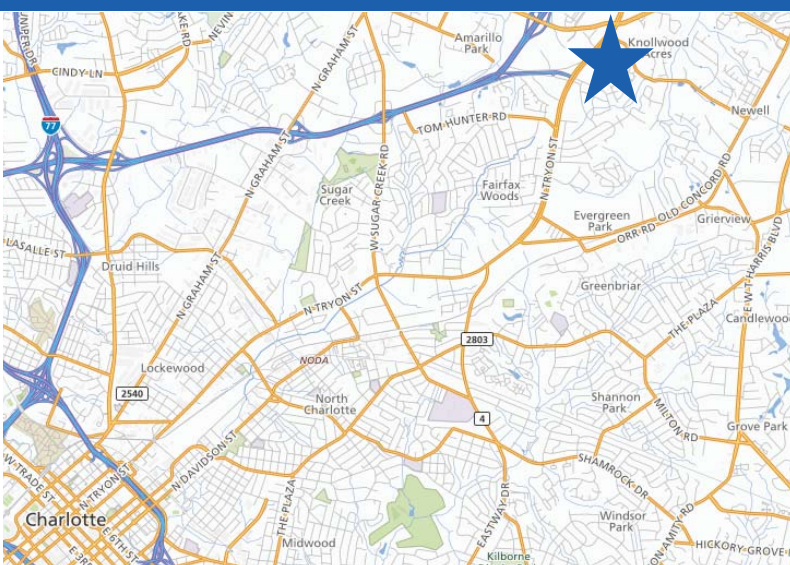 Amarillo
Park
Knollwood
Acres
CINDY LN
N GRAHAM ST
77
TOM HUNTER RD
Newell
N GRAHAM ST
Sugar
Creek
W SUGAR CREEK RD
Fairfax
Woods
N TRYON ST
OLD CONCORD RD
Evergreen
Park
Grierview
ORR RD
LASALLE ST
Druid Hills
E W T HARRIS BLVD
N GRAHAM ST
N TRYON ST
Greenbriar
THE PLAZA
2803
NODA
Lockewood
2540
North
Charlotte
Shannon
Park
4
MILTON RD
Grove Park
N DAVIDSON ST
SHAMROCK DR
W TRADE ST
N TRYON ST
THE PLAZA
EASTWAY DR
Windsor
Park
Charlotte
E 6TH ST
Midwood
HICKORY GROVE
Kilborne